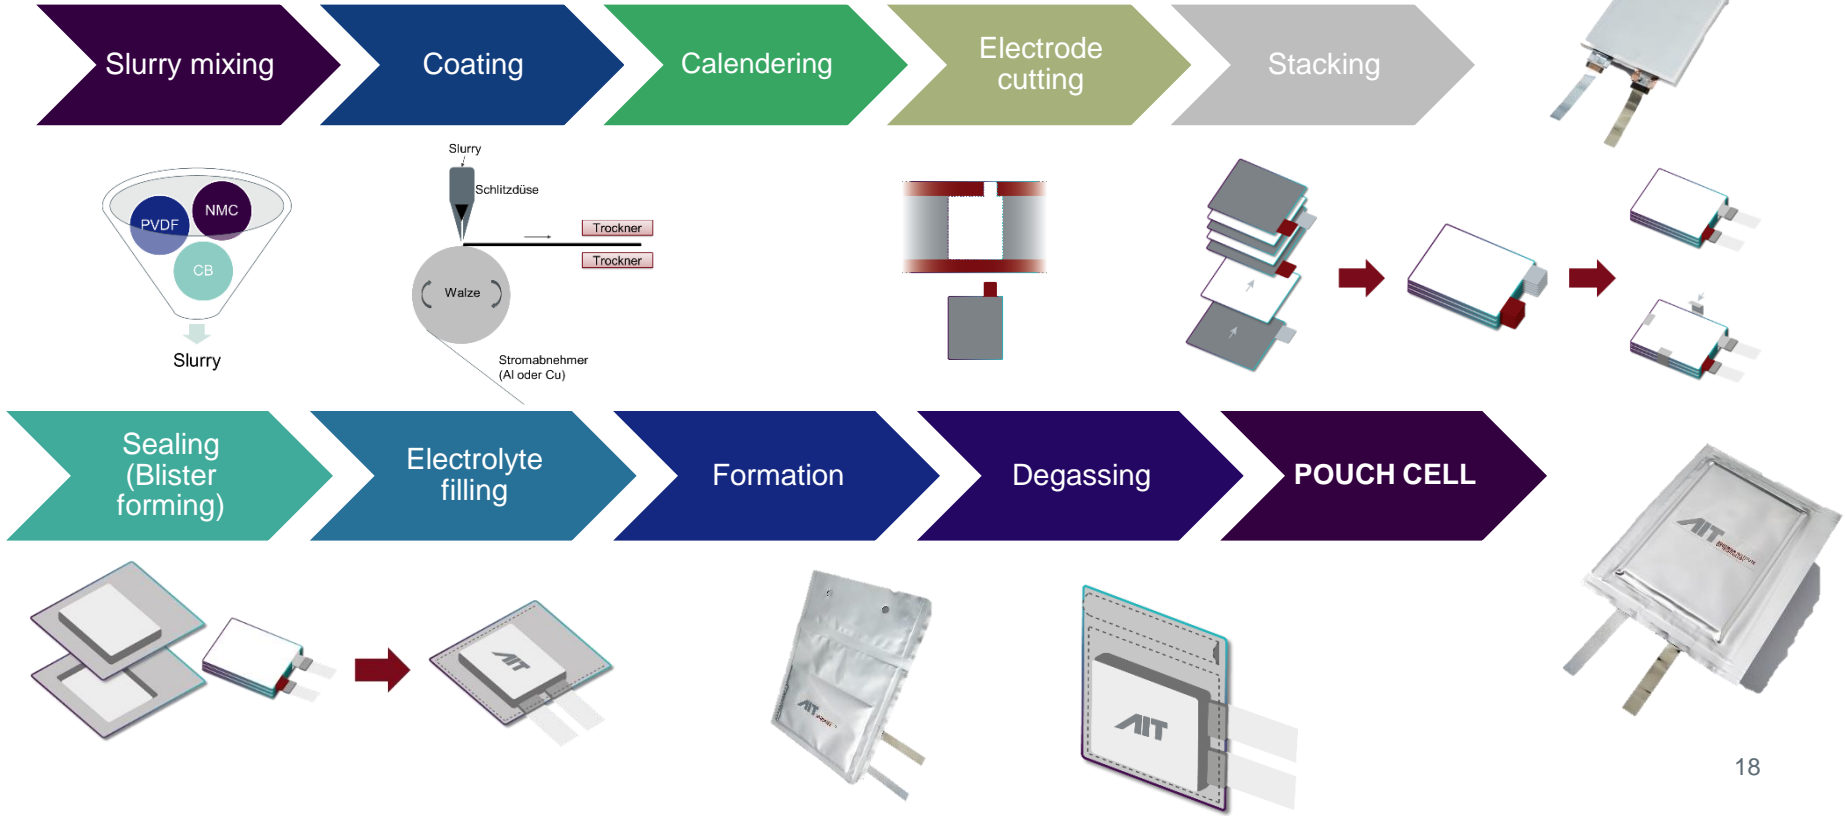 Slurry mixing
Coating
Calendering
Electrode
cutting
Stacking
PVDF
NMC
CB
Slurry
Slurry
Schlitzdüse
Trockner
Trockner
Walze
Stromabnehmer
(Al oder Cu)
Sealing
(Blister
forming)
Electrolyte
filling
Formation
Degassing
POUCH CELL
AIT
AIT
AIT
AIT
18